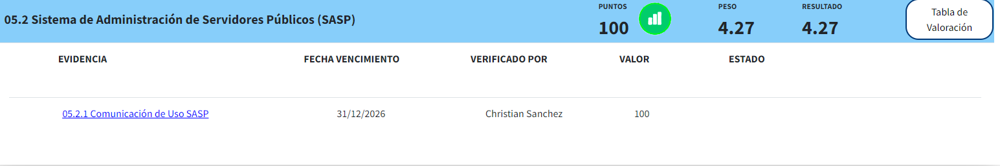 05.2 Sistema de Administración de Servidores Públicos (SASP)
PUNTOS
100
PESO
4.27
RESULTADO
4.27
Tabla de
Valoración
EVIDENCIA FECHA VENCIMIENTO VERIFICADO POR VALOR ESTADO
05.2.1 Comunicación de Uso SASP 31/12/2026 Christian Sanchez 100